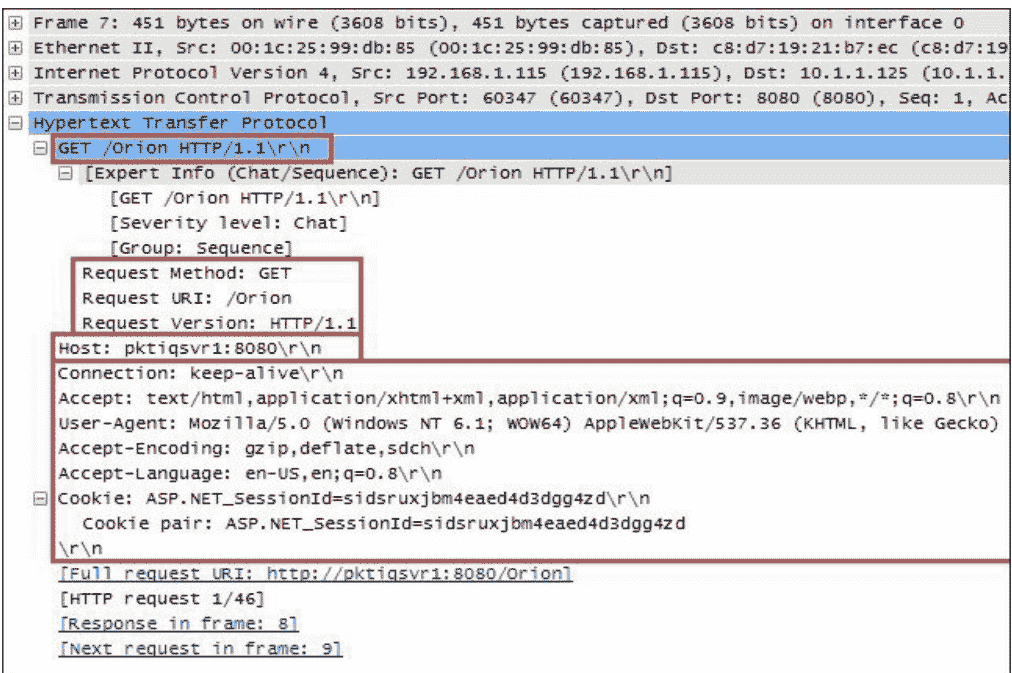 Frame 7: 451 bytes on wire (3608 bits), 451 bytes captured (3608 bits) on interface 0
Ethernet II, Src: 00:1c:25:99:db:85 (00:1c:25:99:db:85), Dst: c8:d7:19:21:b7:ec (c8:d7:19
Internet Protocol Version 4, Src: 192.168.1.115 (192.168.1.115), Dst: 10.1.1.125 (10.1.1.
Transmission Control Protocol, Src Port: 60347 (60347), Dst Port: 8080 (8080), Seq: 1, Ac
Hypertext Transfer Protocol
GET /Orion HTTP/1.1\r\n
[Expert Info (Chat/Sequence): GET /Orion HTTP/1.1\r\n]
[GET /Orion HTTP/1.1\r\n]
[Severity level: Chat]
[Group: Sequence]
Request Method: GET
Request URI: /Orion
Request Version: HTTP/1.1
Host: pktiqsvr1:8080\r\n
Connection: keep-alive\r\n
Accept: text/html,application/xhtml+xml,application/xml;q=0.9,image/webp,*/*;q=0.8\r\n
User-Agent: Mozilla/5.0 (Windows NT 6.1; WOW64) AppleWebKit/537.36 (KHTML, like Gecko)
Accept-Encoding: gzip,deflate,sdch\r\n
Accept-Language: en-US,en;q=0.8\r\n
Cookie: ASP.NET_SessionId=sidsruxjbm4eaed4d3dgg4zd\r\n
Cookie pair: ASP.NET_SessionId=sidsruxjbm4eaed4d3dgg4zd
\r\n
[Full request URI: http://pktiqsvr1:8080/Orion]
[HTTP request 1/46]
[Response in frame: 8]
[Next request in frame: 9]